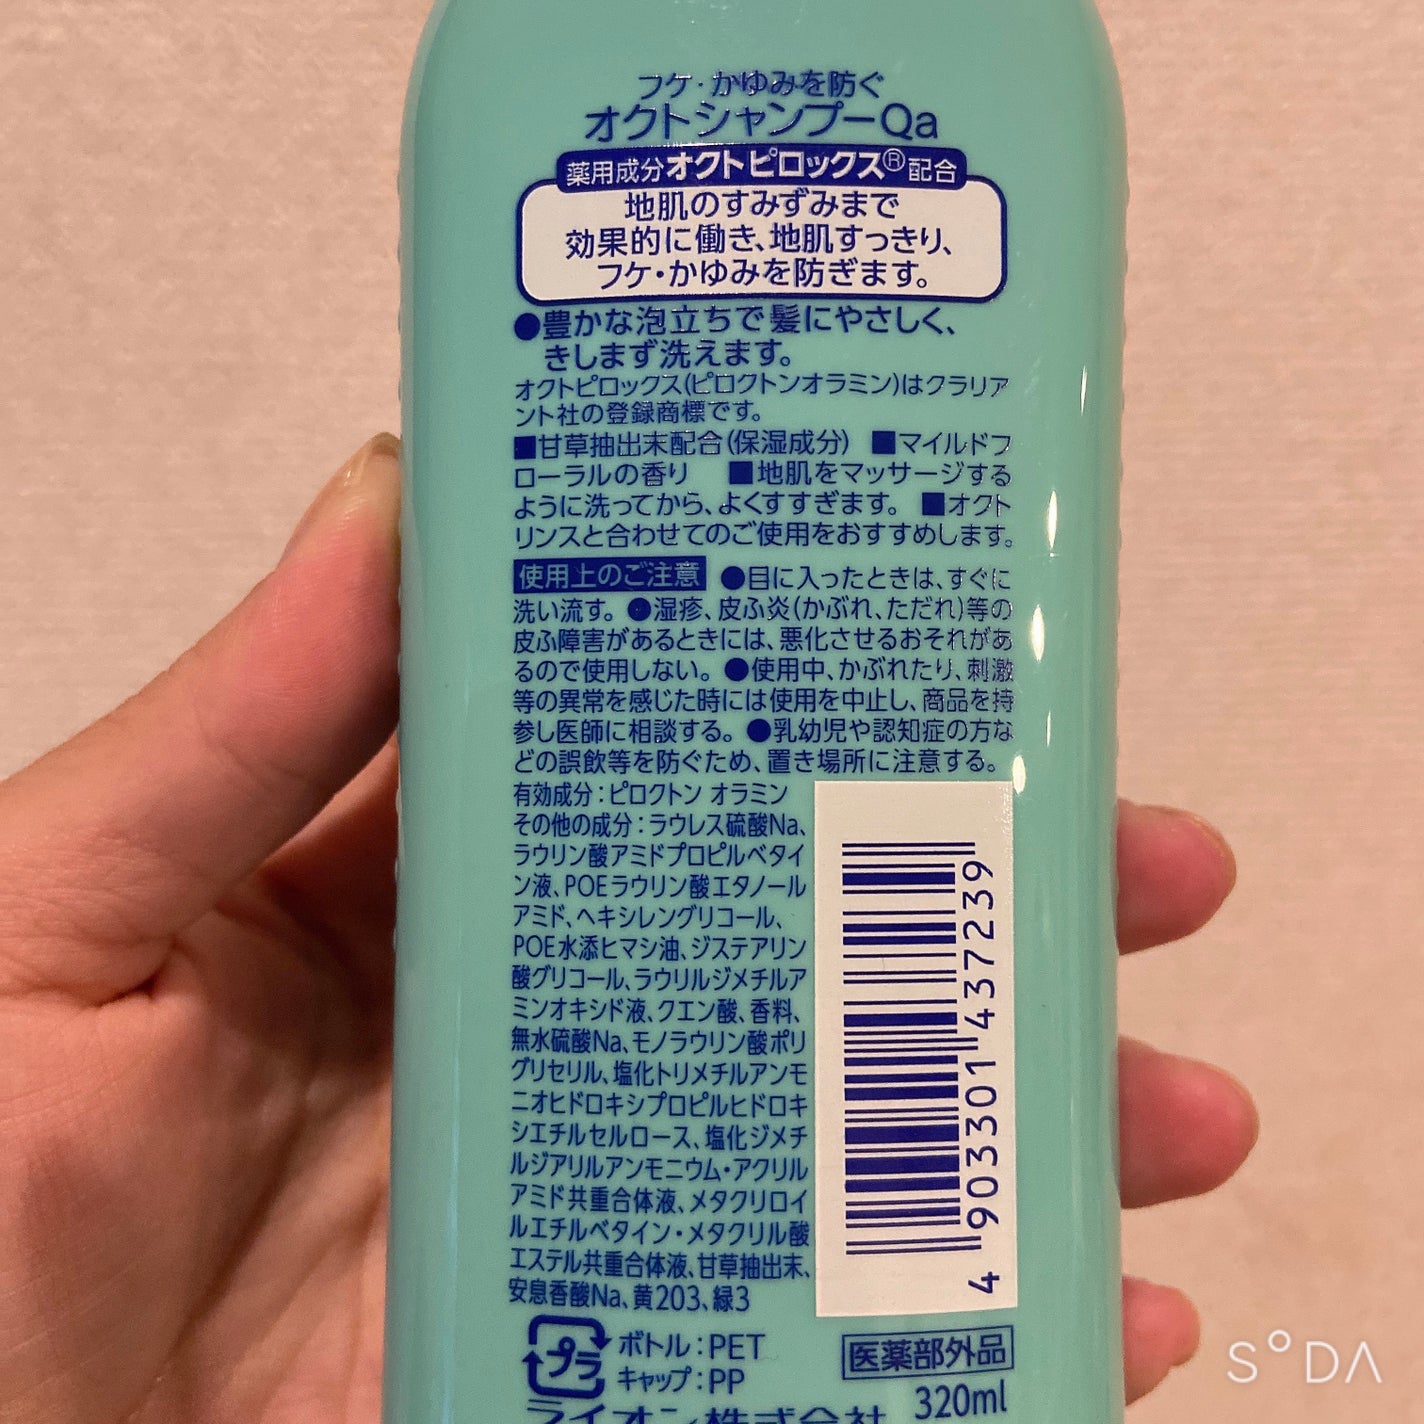 フケ・かゆみを防ぐ
オクトシャンプーQa
薬用成分オクトピロックス®配合
地肌のすみずみまで
効果的に働き、地肌すっきり、
フケ・かゆみを防ぎます。
●豊かな泡立ちで髪にやさしく、
きしまず洗えます。
オクトピロックス(ピロクトンオラミン)はクラリア
ント社の登録商標です。
■甘草抽出末配合(保湿成分) ■マイルドフ
ローラルの香り ■地肌をマッサージする
ように洗ってから、よくすすぎます。 ■オクト
リンスと合わせてのご使用をおすすめします。
使用上のご注意 ●目に入ったときは、すぐに
洗い流す。●湿疹、皮ふ炎(かぶれ、ただれ)等の
皮ふ障害があるときには、悪化させるおそれがあ
るので使用しない。●使用中、かぶれたり、刺激
等の異常を感じた時には使用を中止し、商品を持
参し医師に相談する。●乳幼児や認知症の方な
どの誤飲等を防ぐため、置き場所に注意する。
有効成分：ピロクトン オラミン
その他の成分：ラウレス硫酸Na、
ラウリン酸アミドプロピルベタイ
ン液、POEラウリン酸エタノール
アミド、ヘキシレングリコール、
POE水添ヒマシ油、ジステアリン
酸グリコール、ラウリルジメチルア
ミンオキシド液、クエン酸、香料、
無水硫酸Na、モノラウリン酸ポリ
グリセリル、塩化トリメチルアンモ
ニオヒドロキシプロピルヒドロキ
シエチルセルロース、塩化ジメチ
ルジアリルアンモニウム・アクリル
アミド共重合体液、メタクリロイ
ルエチルベタイン・メタクリル酸
エステル共重合体液、甘草抽出末、
安息香酸Na、黄203、緑3
4 903301 437239
プラ
ボトル：PET
キャップ：PP
医薬部外品
320ml
ライオン株式会社
SODA